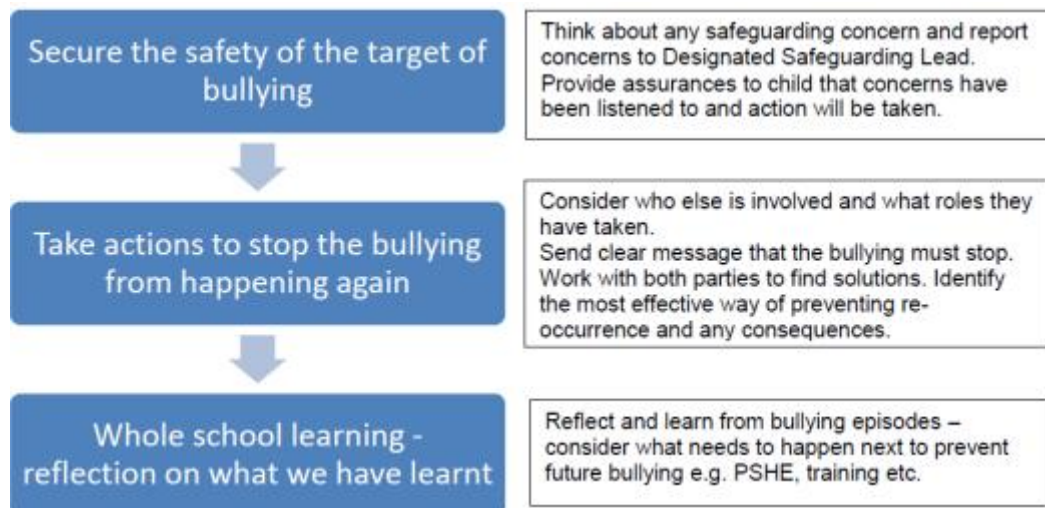 Secure the safety of the target of
bullying
Think about any safeguarding concern and report
concerns to Designated Safeguarding Lead.
Provide assurances to child that concerns have
been listened to and action will be taken.
Take actions to stop the bullying
from happening again
Consider who else is involved and what roles they
have taken.
Send clear message that the bullying must stop.
Work with both parties to find solutions. Identify
the most effective way of preventing re-
occurrence and any consequences.
Whole school learning -
reflection on what we have learnt
Reflect and learn from bullying episodes –
consider what needs to happen next to prevent
future bullying e.g. PSHE, training etc.